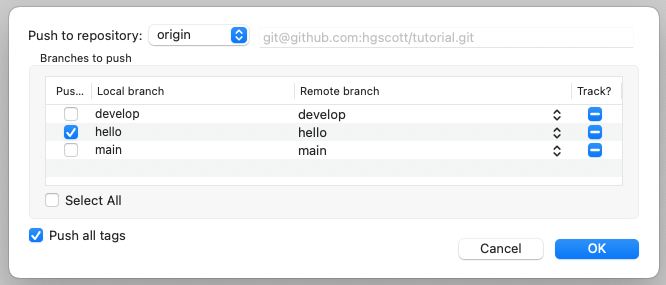 Push to repository: origin git@github.com:hgscott/tutorial.git
Branches to push
Pus... Local branch Remote branch Track?
develop develop
hello hello
main main
Select All
Push all tags
Cancel OK